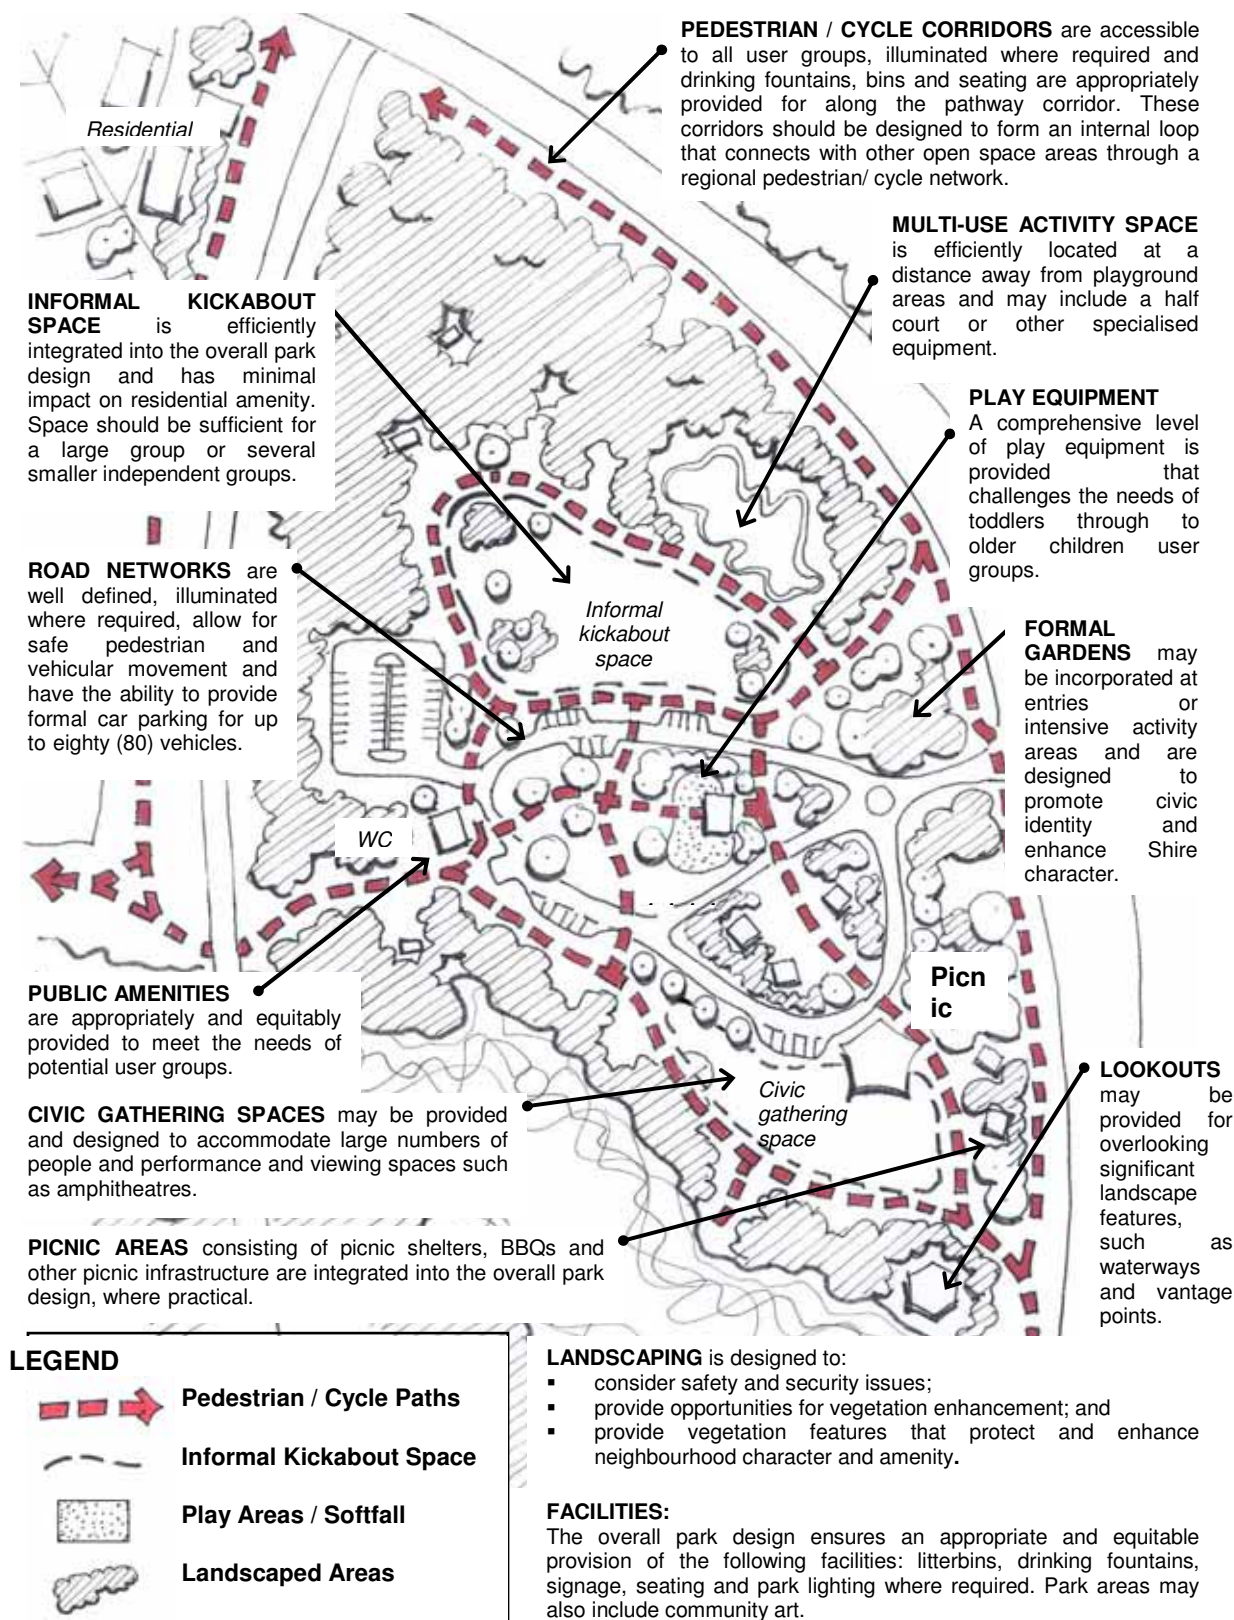 PEDESTRIAN / CYCLE CORRIDORS are accessible
to all user groups, illuminated where required and
drinking fountains, bins and seating are appropriately
provided for along the pathway corridor. These
corridors should be designed to form an internal loop
that connects with other open space areas through a
regional pedestrian/ cycle network.
Residential
MULTI-USE ACTIVITY SPACE
is efficiently located at a
distance away from playground
areas and may include a half
court or other specialised
equipment.
INFORMAL KICKABOUT
SPACE is efficiently
integrated into the overall park
design and has minimal
impact on residential amenity.
Space should be sufficient for
a large group or several
smaller independent groups.
PLAY EQUIPMENT
A comprehensive level
of play equipment is
provided that
challenges the needs of
toddlers through to
older children user
groups.
ROAD NETWORKS are
well defined, illuminated
where required, allow for
safe pedestrian and
vehicular movement and
have the ability to provide
formal car parking for up
to eighty (80) vehicles.
Informal
kickabout
space
FORMAL
GARDENS may
be incorporated at
entries or
intensive activity
areas and are
designed to
promote civic
identity and
enhance Shire
character.
WC
Picn
ic
PUBLIC AMENITIES
are appropriately and equitably
provided to meet the needs of
potential user groups.
LOOKOUTS
may be
provided for
overlooking
significant
landscape
features,
such as
waterways
and vantage
points.
Civic
gathering
space
CIVIC GATHERING SPACES may be provided
and designed to accommodate large numbers of
people and performance and viewing spaces such
as amphitheatres.
PICNIC AREAS consisting of picnic shelters, BBQs and
other picnic infrastructure are integrated into the overall park
design, where practical.
LEGEND
Pedestrian / Cycle Paths
Informal Kickabout Space
Play Areas / Softfall
Landscaped Areas
LANDSCAPING is designed to:
▪ consider safety and security issues;
▪ provide opportunities for vegetation enhancement; and
▪ provide vegetation features that protect and enhance
neighbourhood character and amenity.
FACILITIES:
The overall park design ensures an appropriate and equitable
provision of the following facilities: litterbins, drinking fountains,
signage, seating and park lighting where required. Park areas may
also include community art.